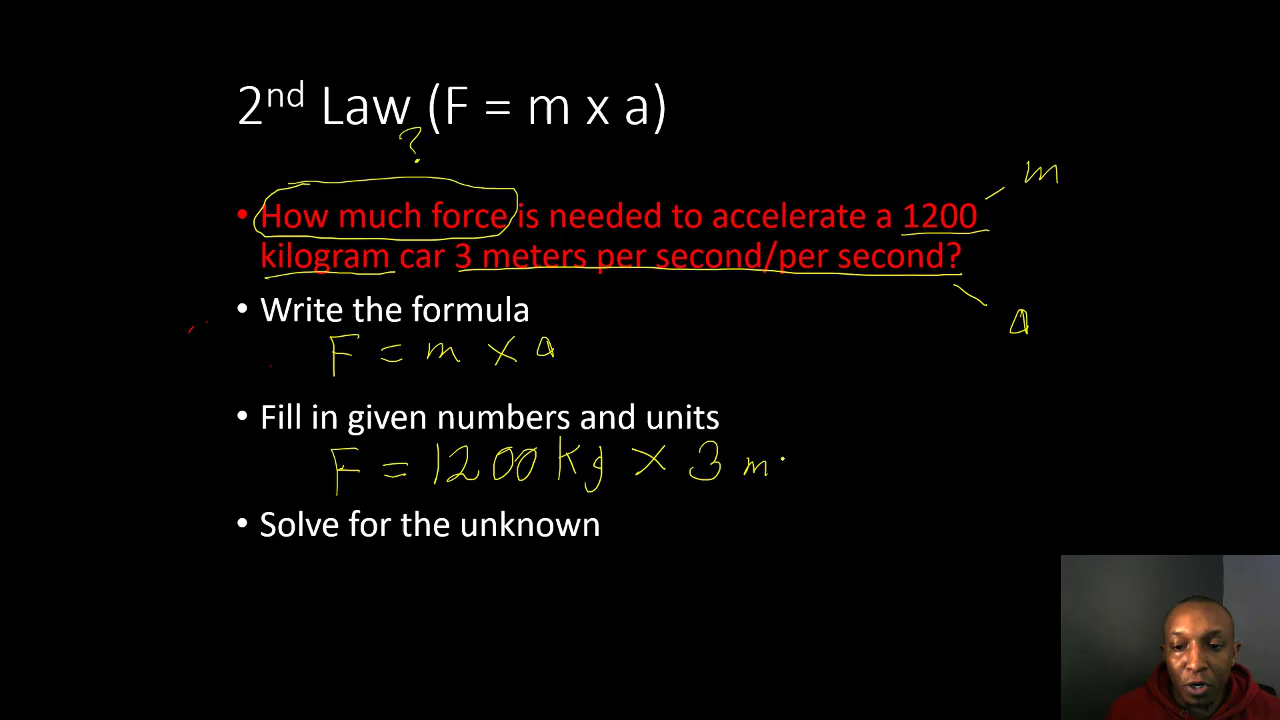 2nd Law (F = m x a)
?
m
• How much force is needed to accelerate a 1200
kilogram car 3 meters per second/per second?
a
• Write the formula
F = m x a
• Fill in given numbers and units
F = 1200 kg x 3 m
• Solve for the unknown